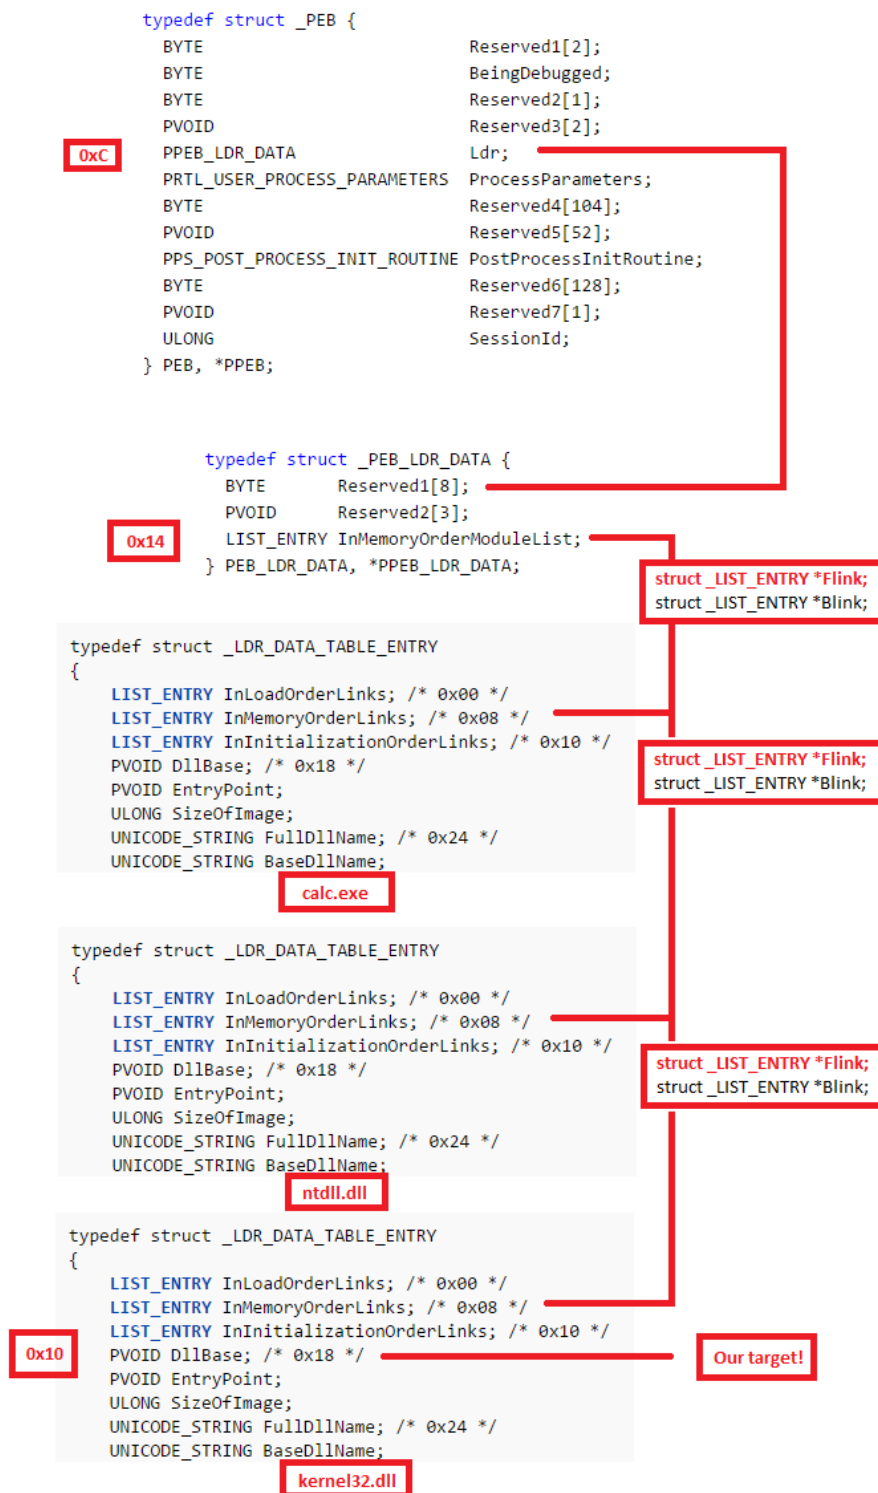 typedef struct _PEB {
BYTE Reserved1[2];
BYTE BeingDebugged;
BYTE Reserved2[1];
PVOID Reserved3[2];
0xC PPEB_LDR_DATA Ldr;
PRTL_USER_PROCESS_PARAMETERS ProcessParameters;
BYTE Reserved4[104];
PVOID Reserved5[52];
PPS_POST_PROCESS_INIT_ROUTINE PostProcessInitRoutine;
BYTE Reserved6[128];
PVOID Reserved7[1];
ULONG SessionId;
} PEB, *PPEB;
typedef struct _PEB_LDR_DATA {
BYTE Reserved1[8];
PVOID Reserved2[3];
0x14 LIST_ENTRY InMemoryOrderModuleList;
} PEB_LDR_DATA, *PPEB_LDR_DATA;
struct _LIST_ENTRY *Flink;
struct _LIST_ENTRY *Blink;
typedef struct _LDR_DATA_TABLE_ENTRY
{
LIST_ENTRY InLoadOrderLinks; /* 0x00 */
LIST_ENTRY InMemoryOrderLinks; /* 0x08 */
LIST_ENTRY InInitializationOrderLinks; /* 0x10 */
PVOID DllBase; /* 0x18 */
PVOID EntryPoint;
ULONG SizeOfImage;
UNICODE_STRING FullDllName; /* 0x24 */
UNICODE_STRING BaseDllName;
calc.exe
struct _LIST_ENTRY *Flink;
struct _LIST_ENTRY *Blink;
typedef struct _LDR_DATA_TABLE_ENTRY
{
LIST_ENTRY InLoadOrderLinks; /* 0x00 */
LIST_ENTRY InMemoryOrderLinks; /* 0x08 */
LIST_ENTRY InInitializationOrderLinks; /* 0x10 */
PVOID DllBase; /* 0x18 */
PVOID EntryPoint;
ULONG SizeOfImage;
UNICODE_STRING FullDllName; /* 0x24 */
UNICODE_STRING BaseDllName;
ntdll.dll
struct _LIST_ENTRY *Flink;
struct _LIST_ENTRY *Blink;
typedef struct _LDR_DATA_TABLE_ENTRY
{
LIST_ENTRY InLoadOrderLinks; /* 0x00 */
LIST_ENTRY InMemoryOrderLinks; /* 0x08 */
LIST_ENTRY InInitializationOrderLinks; /* 0x10 */
0x10 PVOID DllBase; /* 0x18 */ Our target!
PVOID EntryPoint;
ULONG SizeOfImage;
UNICODE_STRING FullDllName; /* 0x24 */
UNICODE_STRING BaseDllName;
kernel32.dll